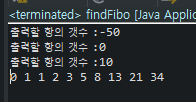 <terminated> findFibo [Java Applica
출력할 항의 갯수 :-50
출력할 항의 갯수 :0
출력할 항의 갯수 :10
0 1 1 2 3 5 8 13 21 34